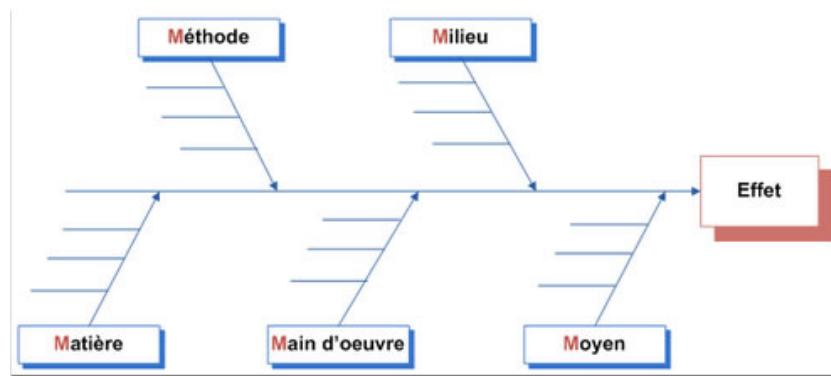 Méthode
Milieu
Effet
Matière
Main d'oeuvre
Moyen